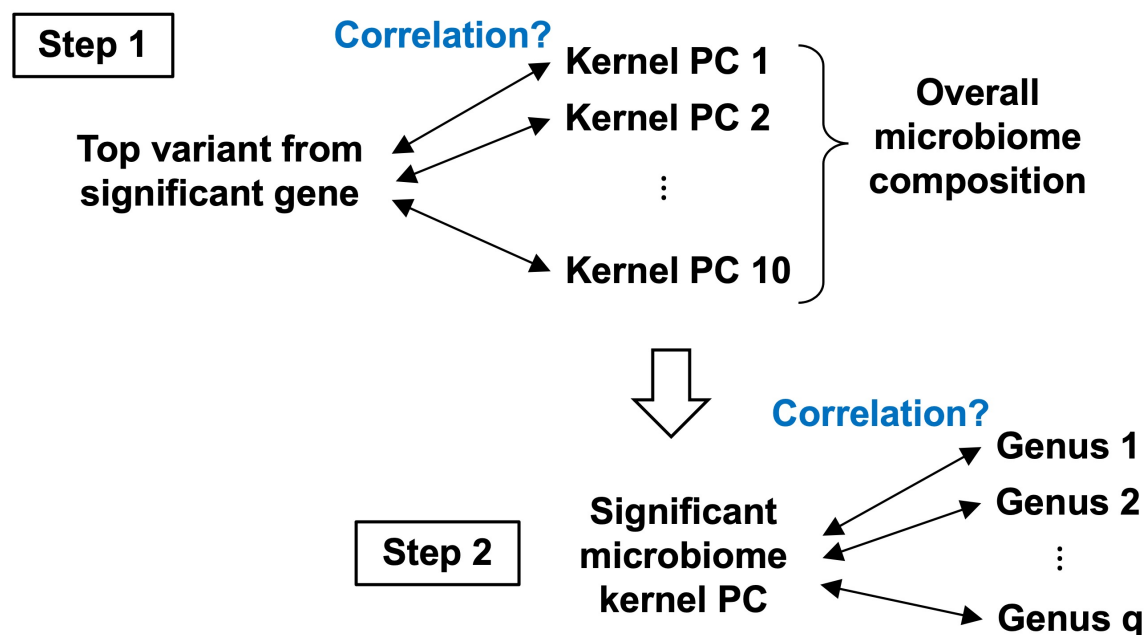 Step 1
Correlation?
Kernel PC 1
Kernel PC 2
⋮
Kernel PC 10
Top variant from
significant gene
Overall
microbiome
composition
Correlation?
Genus 1
Genus 2
⋮
Genus q
Step 2
Significant
microbiome
kernel PC